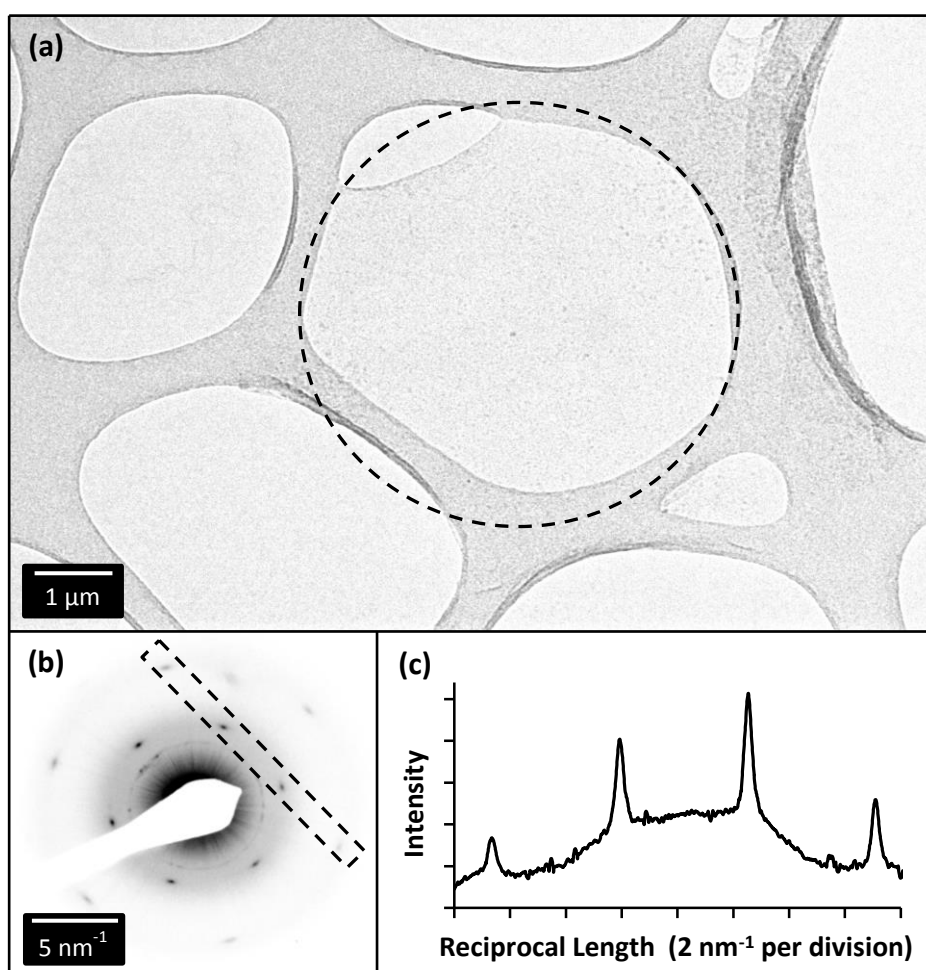 (a)
1 µm
(b)
5 nm⁻¹
(c)
Intensity
Reciprocal Length (2 nm⁻¹ per division)